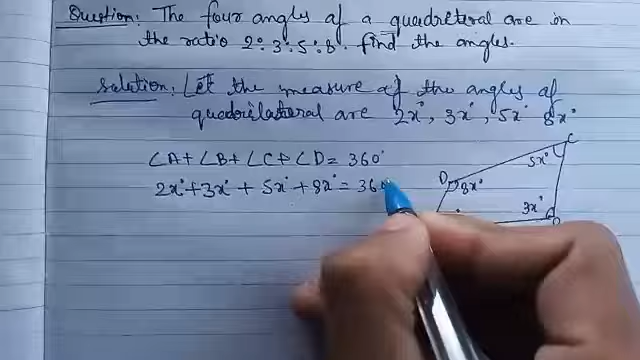 Question: The four angles of a quadreteral are in
the ratio 2:3:5:8. find the angles.
Solution: Let the measure of the angles of
quadrilateral are 2x°, 3x°, 5x° 8x°
∠A+∠B+∠C+∠D=360°
2x°+3x°+5x°+8x°=360
C
5x°
D
8x°
3x°
B